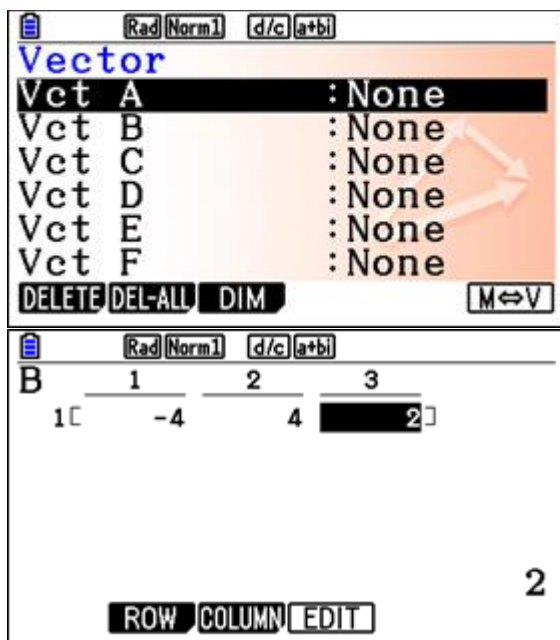 Rad Norm1 d/c a+bi
Vector
Vct A :None
Vct B :None
Vct C :None
Vct D :None
Vct E :None
Vct F :None
DELETE DEL-ALL DIM M⇔V
Rad Norm1 d/c a+bi
B 1 2 3
1[ -4 4 2]
2
ROW COLUMN EDIT